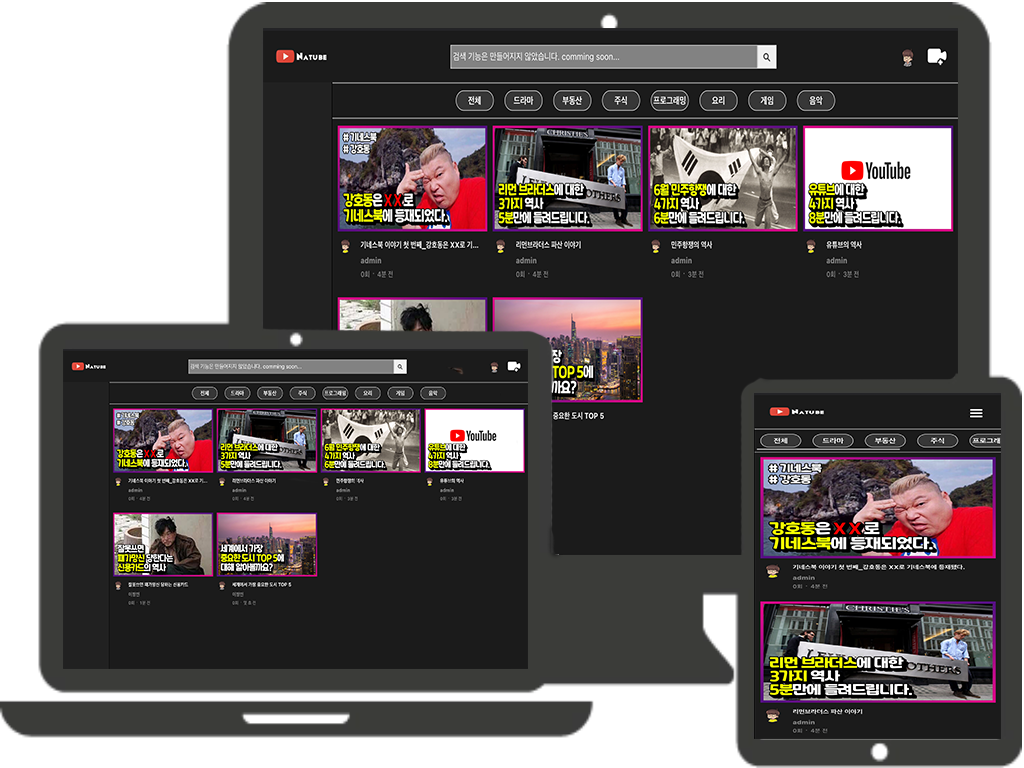 NATUBE
검색 기능은 만들어지지 않았습니다. comming soon...
전체 드라마 부동산 주식 프로그래밍 요리 게임 음악
#기네스북
#강호동
강호동은 XX로
기네스북에 등재되었다.
CHRISTIE'S
리먼 브라더스에 대한
3가지 역사
5분만에 들려드립니다.
6월 민주항쟁에 대한
4가지 역사
6분만에 들려드립니다.
YouTube
유튜브에 대한
4가지 역사
8분만에 들려드립니다.
기네스북 이야기 첫 번째_강호동은 XX로 기...
admin
0회 · 4분 전
리먼브라더스 파산 이야기
admin
0회 · 4분 전
민주항쟁의 역사
admin
0회 · 3분 전
유튜브의 역사
admin
0회 · 3분 전
TOP 5에
까요?
중요한 도시 TOP 5
NATUBE
검색 기능은 만들어지지 않았습니다. comming soon...
전체 드라마 부동산 주식 프로그래밍 요리 게임 음악
#기네스북
#강호동
강호동은 XX로
기네스북에 등재되었다.
리먼 브라더스에 대한
3가지 역사
5분만에 들려드립니다.
6월 민주항쟁에 대한
4가지 역사
6분만에 들려드립니다.
YouTube
유튜브에 대한
4가지 역사
8분만에 들려드립니다.
기네스북 이야기 첫 번째_강호동은 XX로 기...
admin
0회 · 4분 전
리먼브라더스 파산 이야기
admin
0회 · 4분 전
민주항쟁의 역사
admin
0회 · 3분 전
유튜브의 역사
admin
0회 · 3분 전
잘못쓰면
패가망신 당한다는
신용카드의 역사
세계에서 가장
중요한 도시 TOP 5에
대해 알아볼까요?
잘못쓰면 패가망신 당하는 신용카드
0회 · 1분 전
세계에서 가장 중요한 도시 TOP 5
NATUBE
전체 드라마 부동산 주식 프로그래
#기네스북
#강호동
강호동은 XX로
기네스북에 등재되었다.
기네스북 이야기 첫 번째_강호동은 XX로 기네스북에 등재됐다.
admin
0회 · 4분 전
CHRISTIE'S
리먼 브라더스에 대한
3가지 역사
5분만에 들려드립니다.
리먼브라더스 파산 이야기
admin
0회 · 4분 전